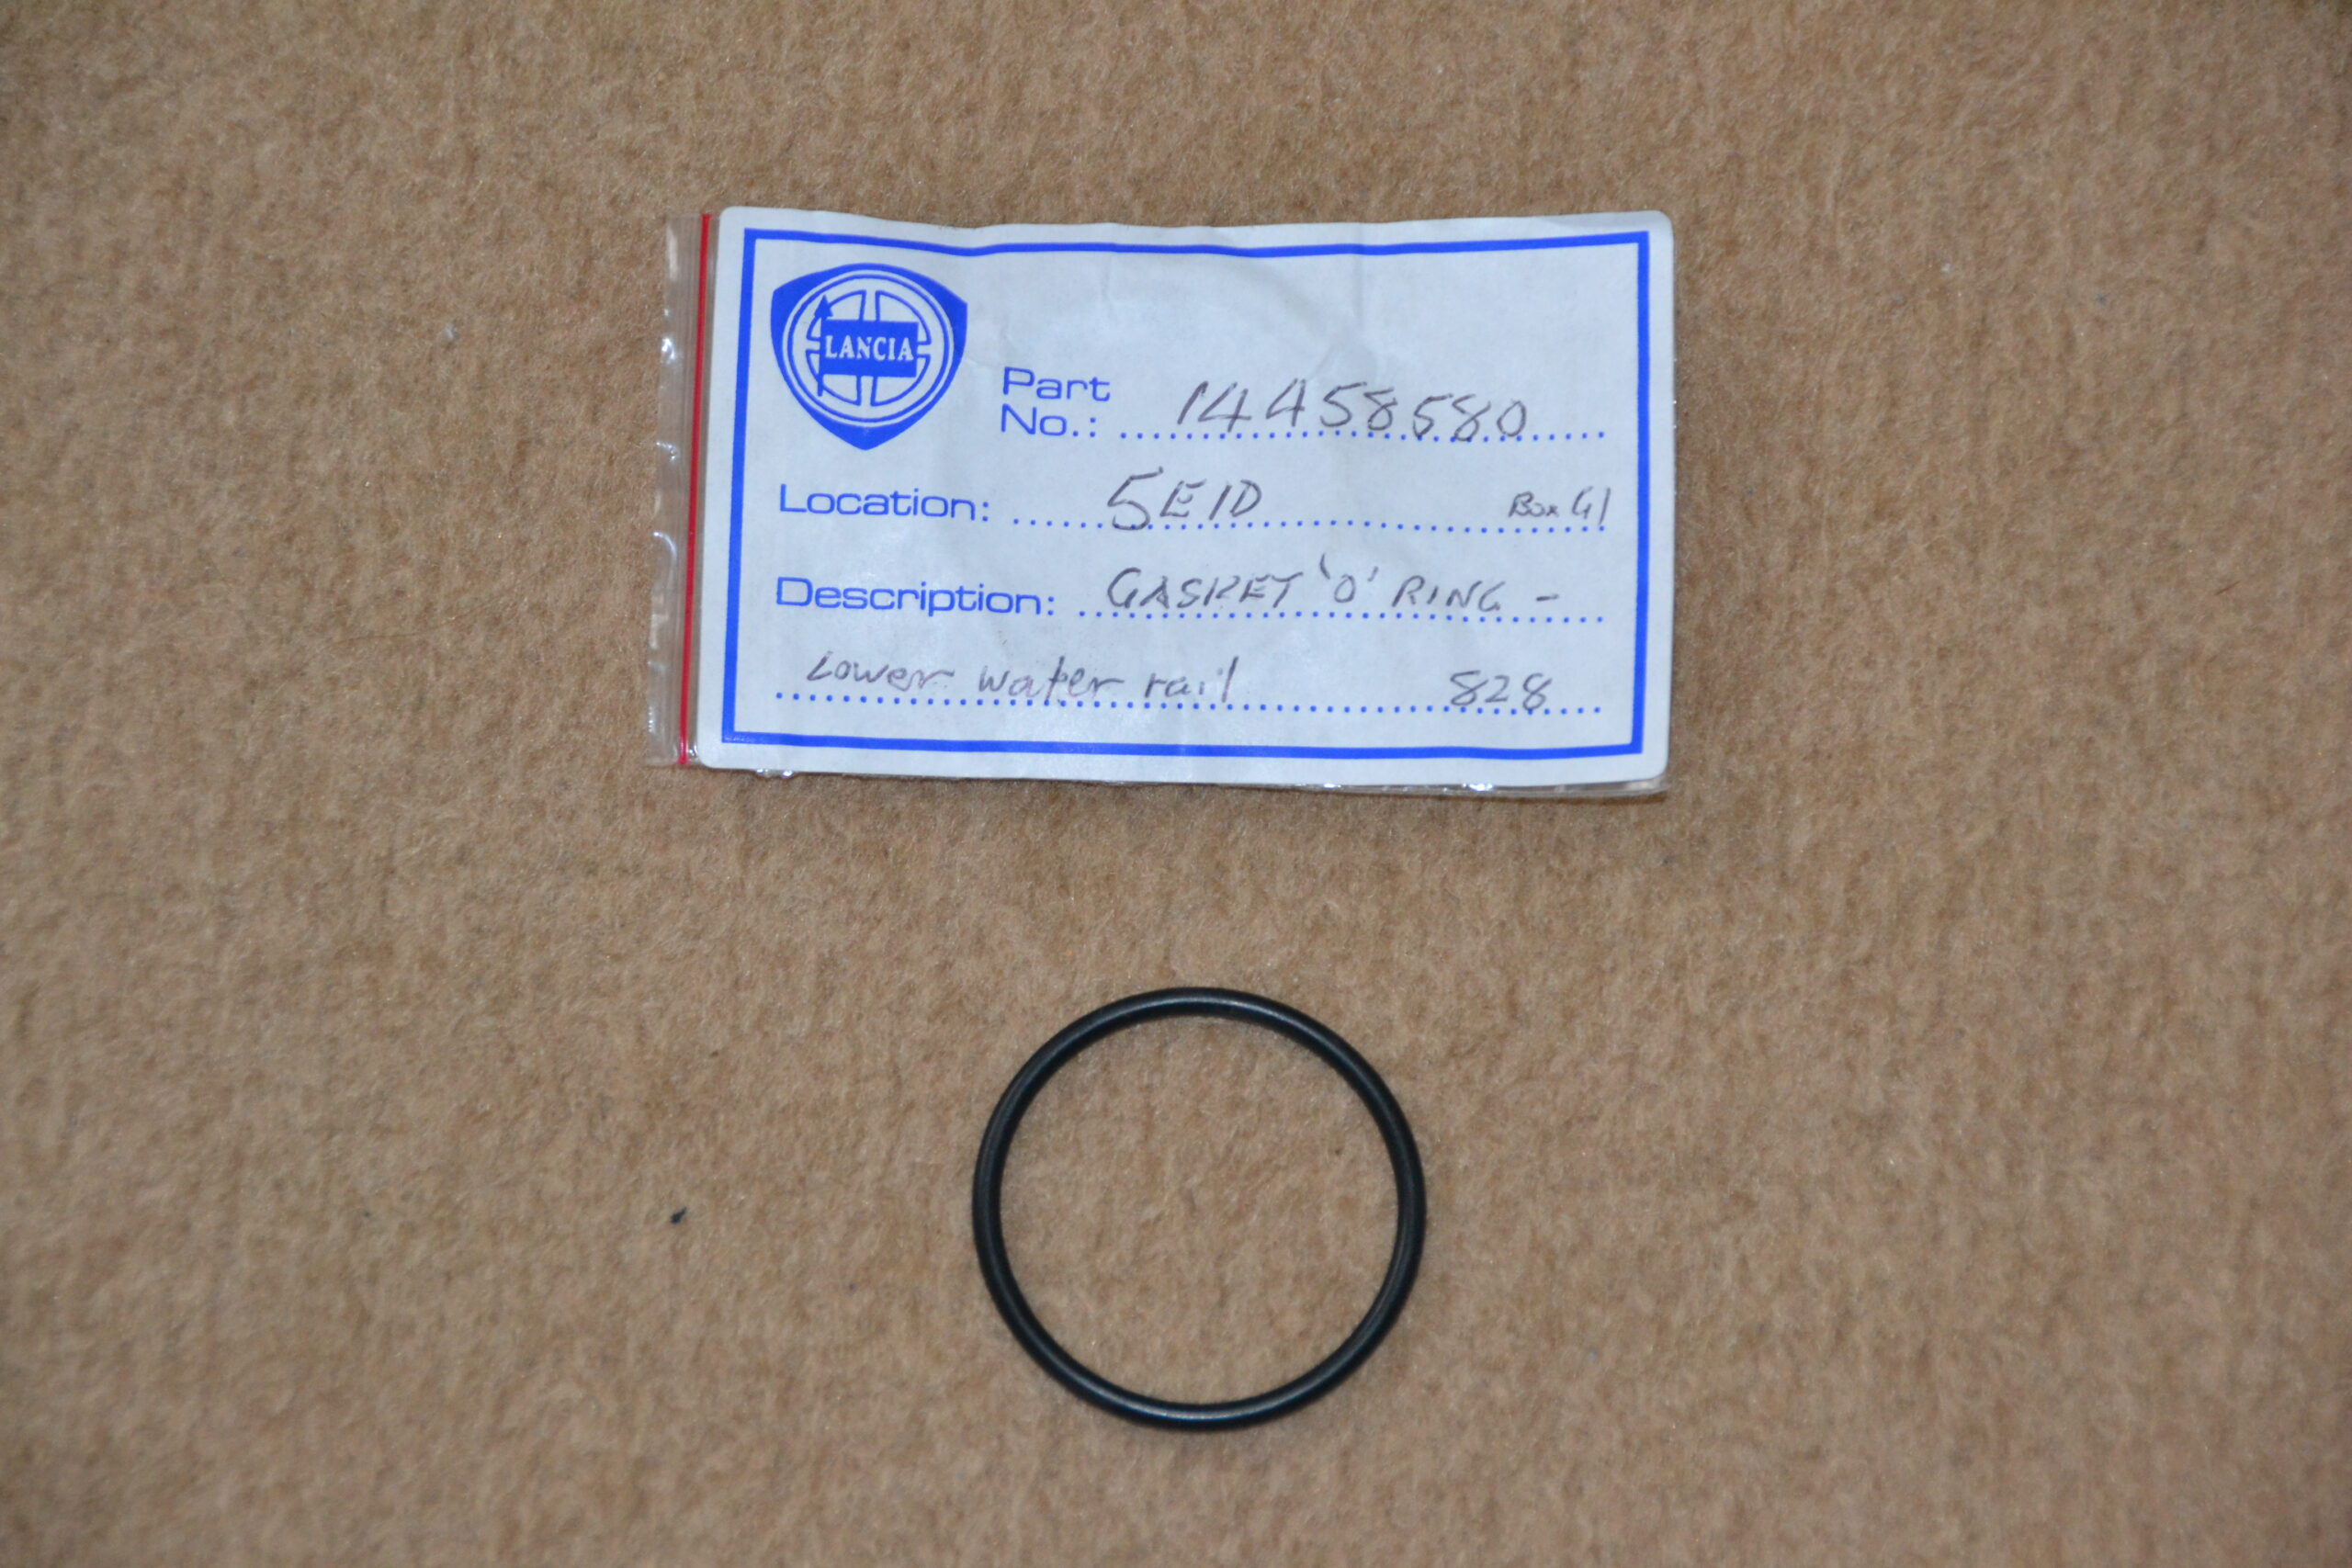 LANCIA
Part
No.: 14458580
Location: 5E1D Box G1
Description: GASKET 'O' RING -
Lower water rail 828